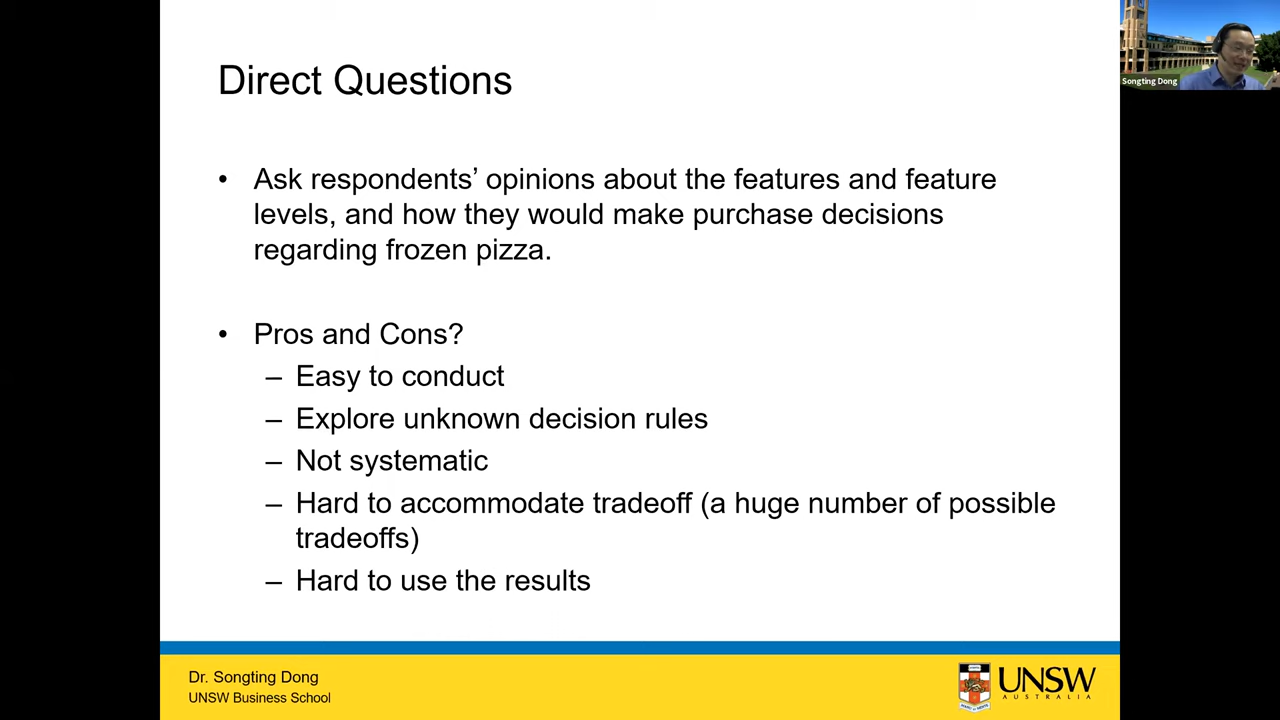 Direct Questions
Songting Dong
• Ask respondents’ opinions about the features and feature
levels, and how they would make purchase decisions
regarding frozen pizza.
• Pros and Cons?
– Easy to conduct
– Explore unknown decision rules
– Not systematic
– Hard to accommodate tradeoff (a huge number of possible
tradeoffs)
– Hard to use the results
Dr. Songting Dong
UNSW Business School
UNSW
AUSTRALIA